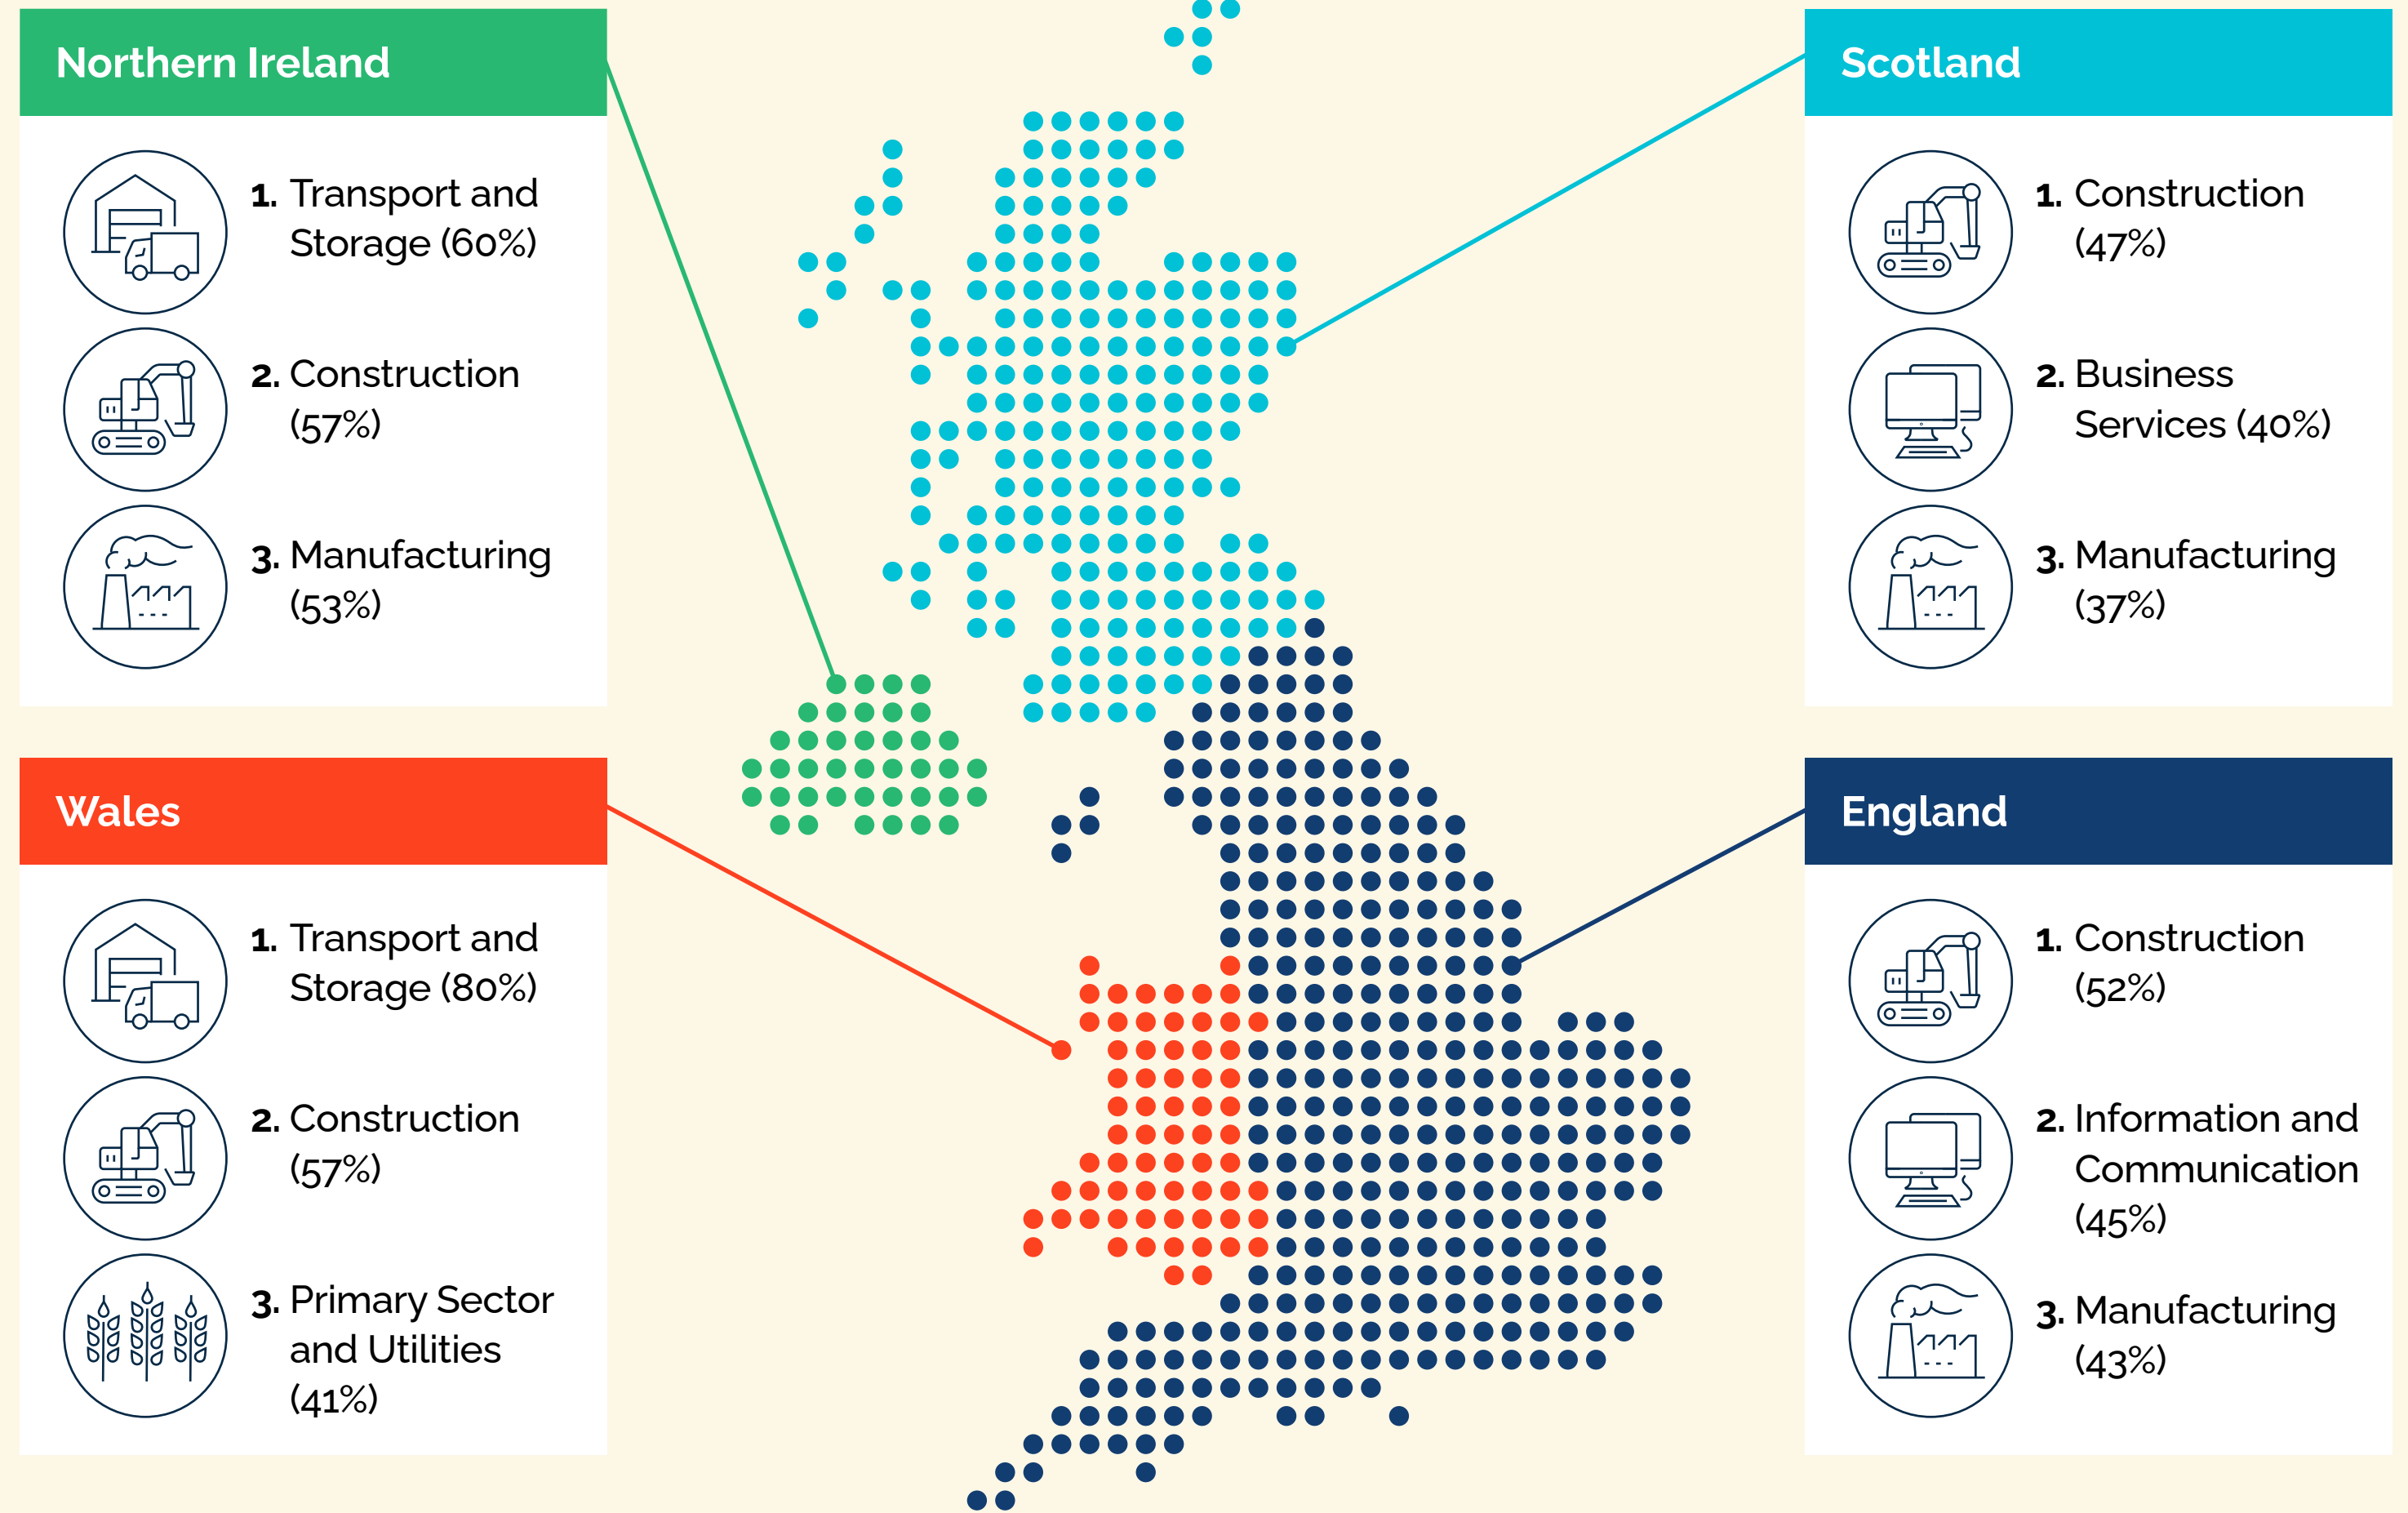 Northern Ireland
1. Transport and
Storage (60%)
2. Construction
(57%)
3. Manufacturing
(53%)
Scotland
1. Construction
(47%)
2. Business
Services (40%)
3. Manufacturing
(37%)
Wales
1. Transport and
Storage (80%)
2. Construction
(57%)
3. Primary Sector
and Utilities
(41%)
England
1. Construction
(52%)
2. Information and
Communication
(45%)
3. Manufacturing
(43%)